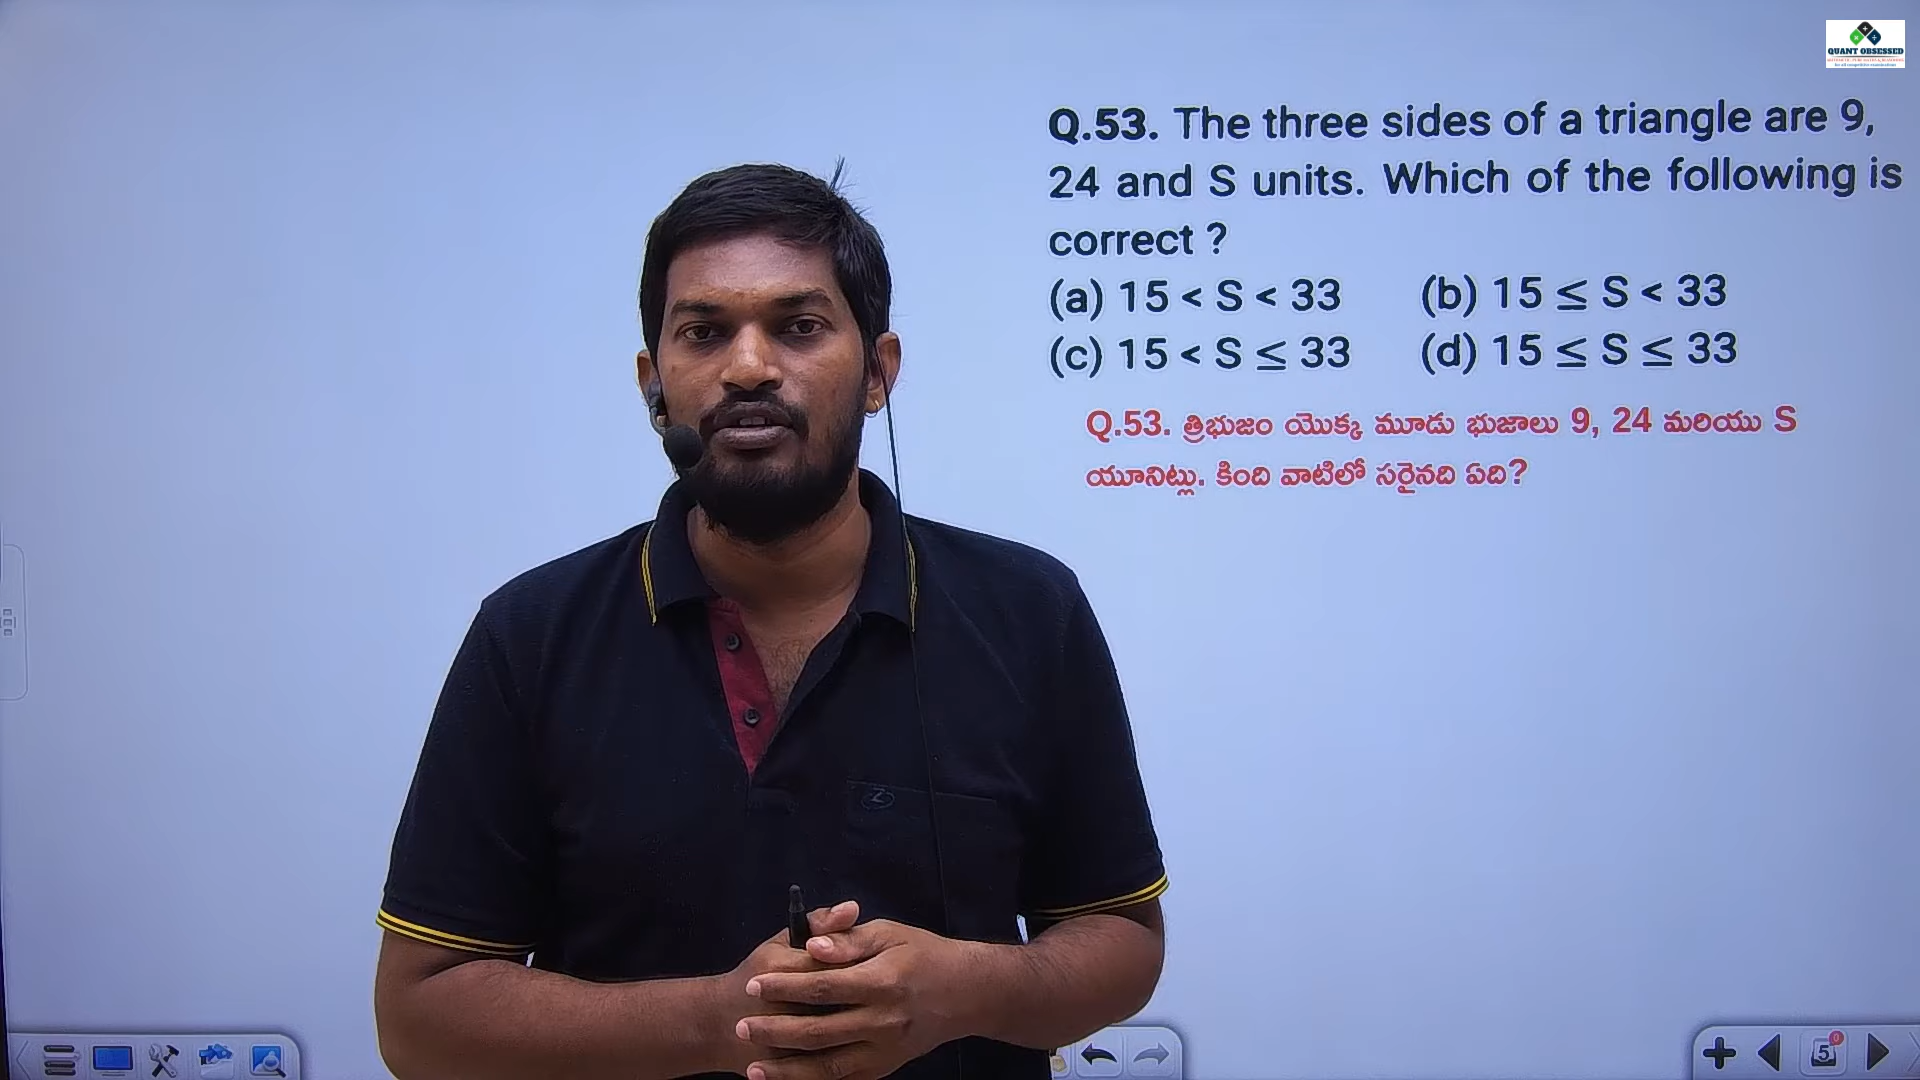 QUANT OBSESSED
Q.53. The three sides of a triangle are 9,
24 and S units. Which of the following is
correct ?
(a) 15 < S < 33 (b) 15 ≤ S < 33
(c) 15 < S ≤ 33 (d) 15 ≤ S ≤ 33
Q.53. త్రిభుజం యొక్క మూడు భుజాలు 9, 24 మరియు S
యూనిట్లు. కింది వాటిలో సరైనది ఏది?
5
0